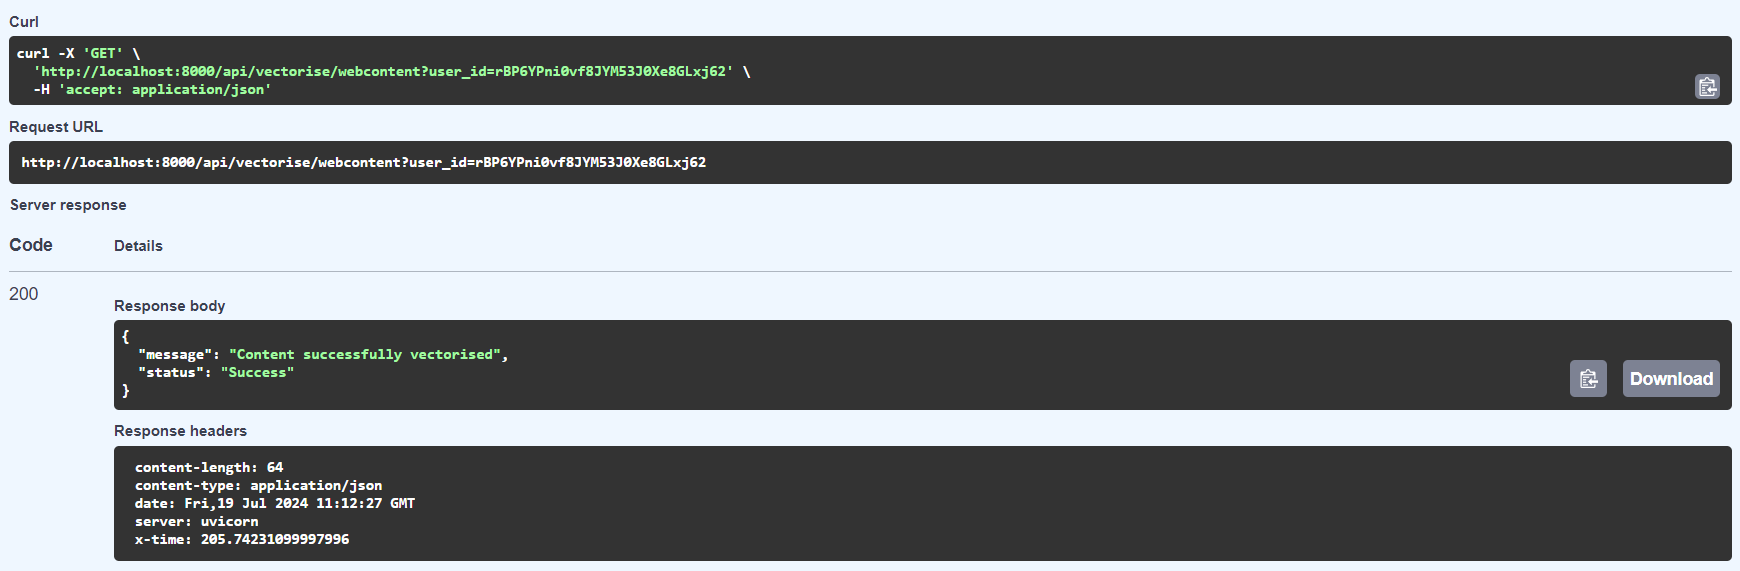 Curl
curl -X 'GET' \
'http://localhost:8000/api/vectorise/webcontent?user_id=rBP6YPni0vf8JYM53J0Xe8GLxj62' \
-H 'accept: application/json'
Request URL
http://localhost:8000/api/vectorise/webcontent?user_id=rBP6YPni0vf8JYM53J0Xe8GLxj62
Server response
Code Details
200
Response body
{
"message": "Content successfully vectorised",
"status": "Success"
}
Download
Response headers
content-length: 64
content-type: application/json
date: Fri,19 Jul 2024 11:12:27 GMT
server: uvicorn
x-time: 205.74231099997996